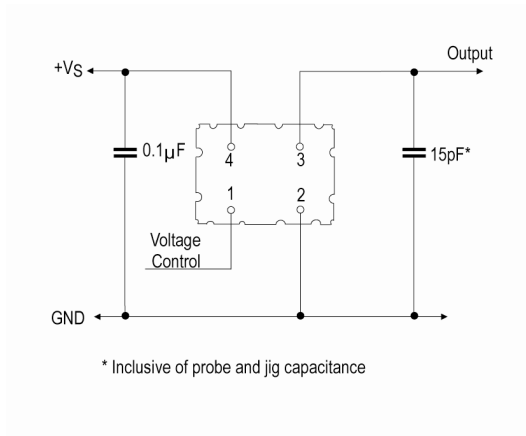 Output
+VS
0.1µF
15pF*
4
3
1
2
Voltage
Control
GND
* Inclusive of probe and jig capacitance